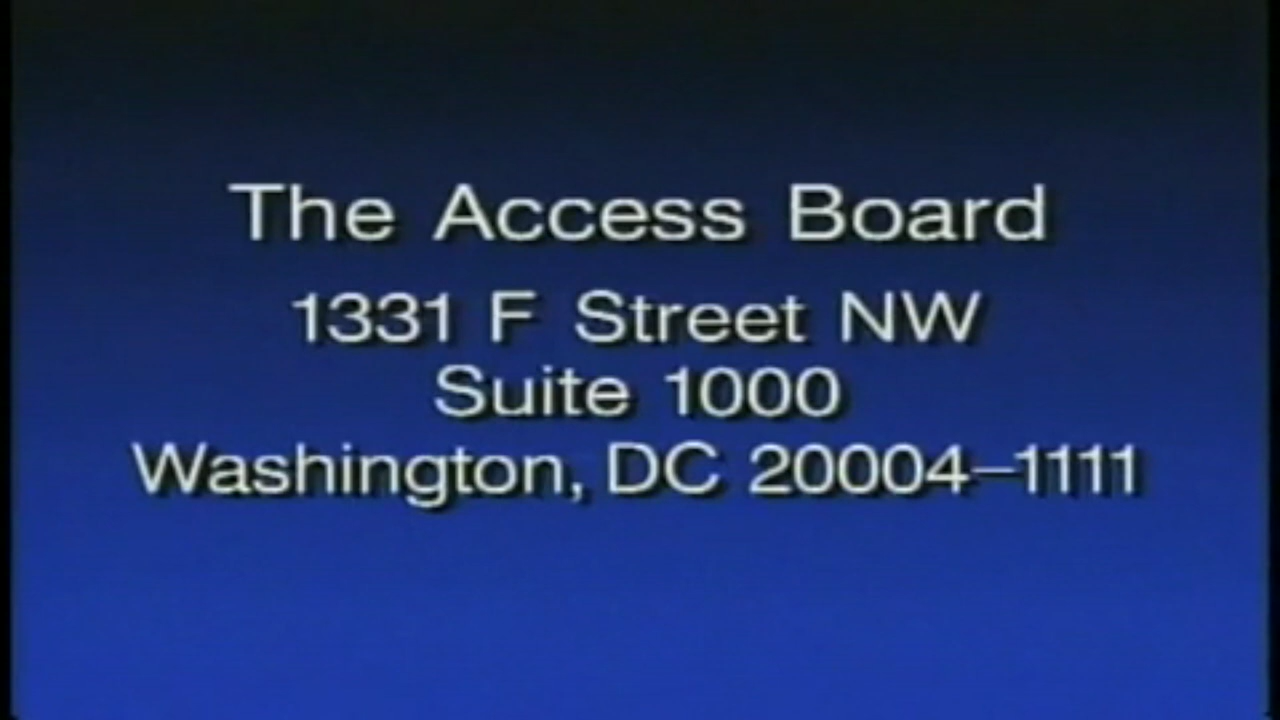 The Access Board
1331 F Street NW
Suite 1000
Washington, DC 20004–1111